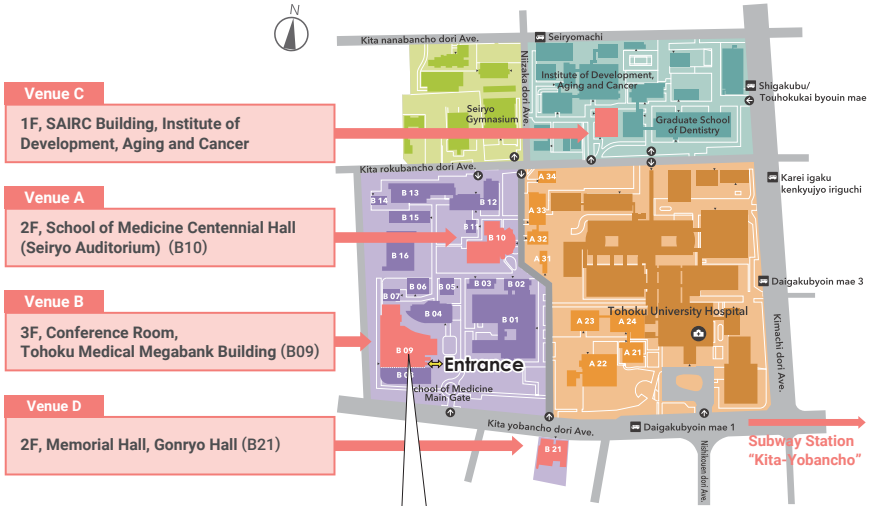 N
Kita nanabancho dori Ave.
Seiryomachi
Niizaka dori Ave.
Institute of Development,
Aging and Cancer
Shigakubu/
Touhokukai byouin mae
Seiryo
Gymnasium
Graduate School
of Dentistry
Venue C
1F, SAIRC Building, Institute of
Development, Aging and Cancer
Kita rokubancho dori Ave.
Karei igaku
kenkyujyo iriguchi
Venue A
2F, School of Medicine Centennial Hall
(Seiryo Auditorium) (B10)
B 13
B 14
B 12
B 15
B 11
B 10
B 16
A 34
A 33
A 32
A 31
B 06
B 05
B 03
B 02
B 07
B 04
B 01
Daigakubyoin mae 3
Venue B
3F, Conference Room,
Tohoku Medical Megabank Building (B09)
Tohoku University Hospital
A 23
A 24
A 21
A 22
Kimachi dori Ave.
B 09
Entrance
School of Medicine
Main Gate
Venue D
2F, Memorial Hall, Gonryo Hall (B21)
Kita yobancho dori Ave.
Daigakubyoin mae 1
B 21
Nishikouen dori Ave.
Subway Station
“Kita-Yobancho”